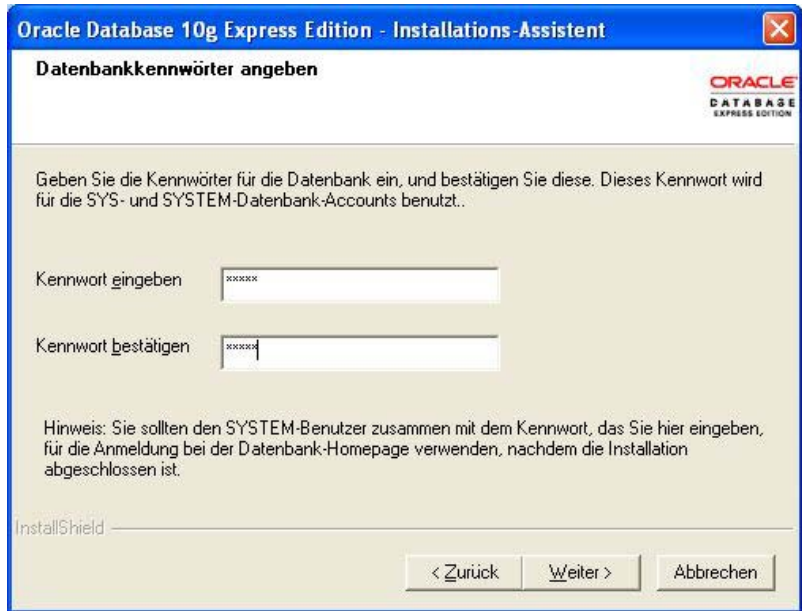 Oracle Database 10g Express Edition - Installations-Assistent
Datenbankkennwörter angeben
ORACLE
DATABASE
EXPRESS EDITION
Geben Sie die Kennwörter für die Datenbank ein, und bestätigen Sie diese. Dieses Kennwort wird
für die SYS- und SYSTEM-Datenbank-Accounts benutzt..
Kennwort eingeben
xxxxx
Kennwort bestätigen
xxxxx
Hinweis: Sie sollten den SYSTEM-Benutzer zusammen mit dem Kennwort, das Sie hier eingeben,
für die Anmeldung bei der Datenbank-Homepage verwenden, nachdem die Installation
abgeschlossen ist.
InstallShield
< Zurück
Weiter >
Abbrechen